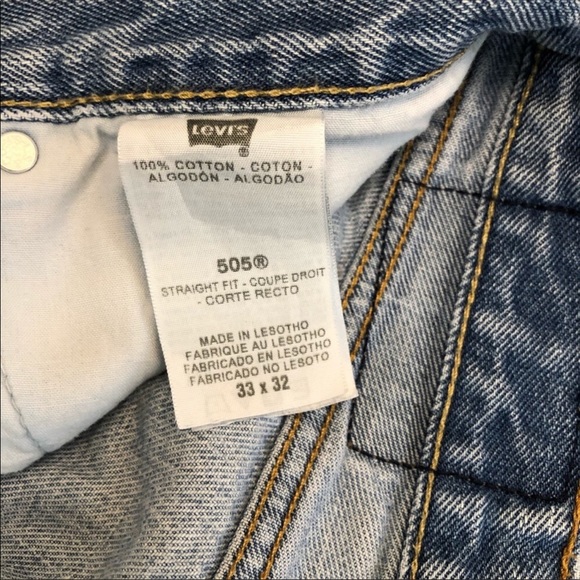 Levi's
®
100% COTTON - COTON -
ALGODÓN - ALGODÃO
505®
STRAIGHT FIT - COUPE DROIT
- CORTE RECTO
MADE IN LESOTHO
FABRIQUE AU LESOTHO
FABRICADO EN LESOTHO
FABRICADO NO LESOTO
33 x 32